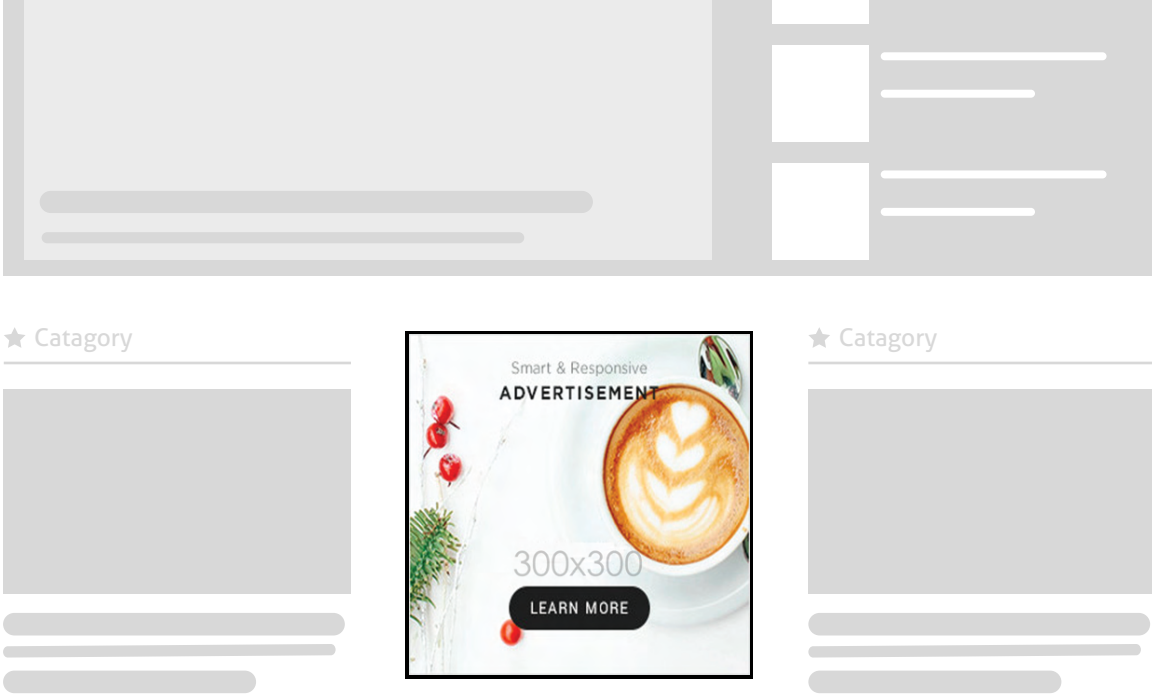 Catagory
Smart & Responsive
ADVERTISEMENT
300x300
LEARN MORE
Catagory